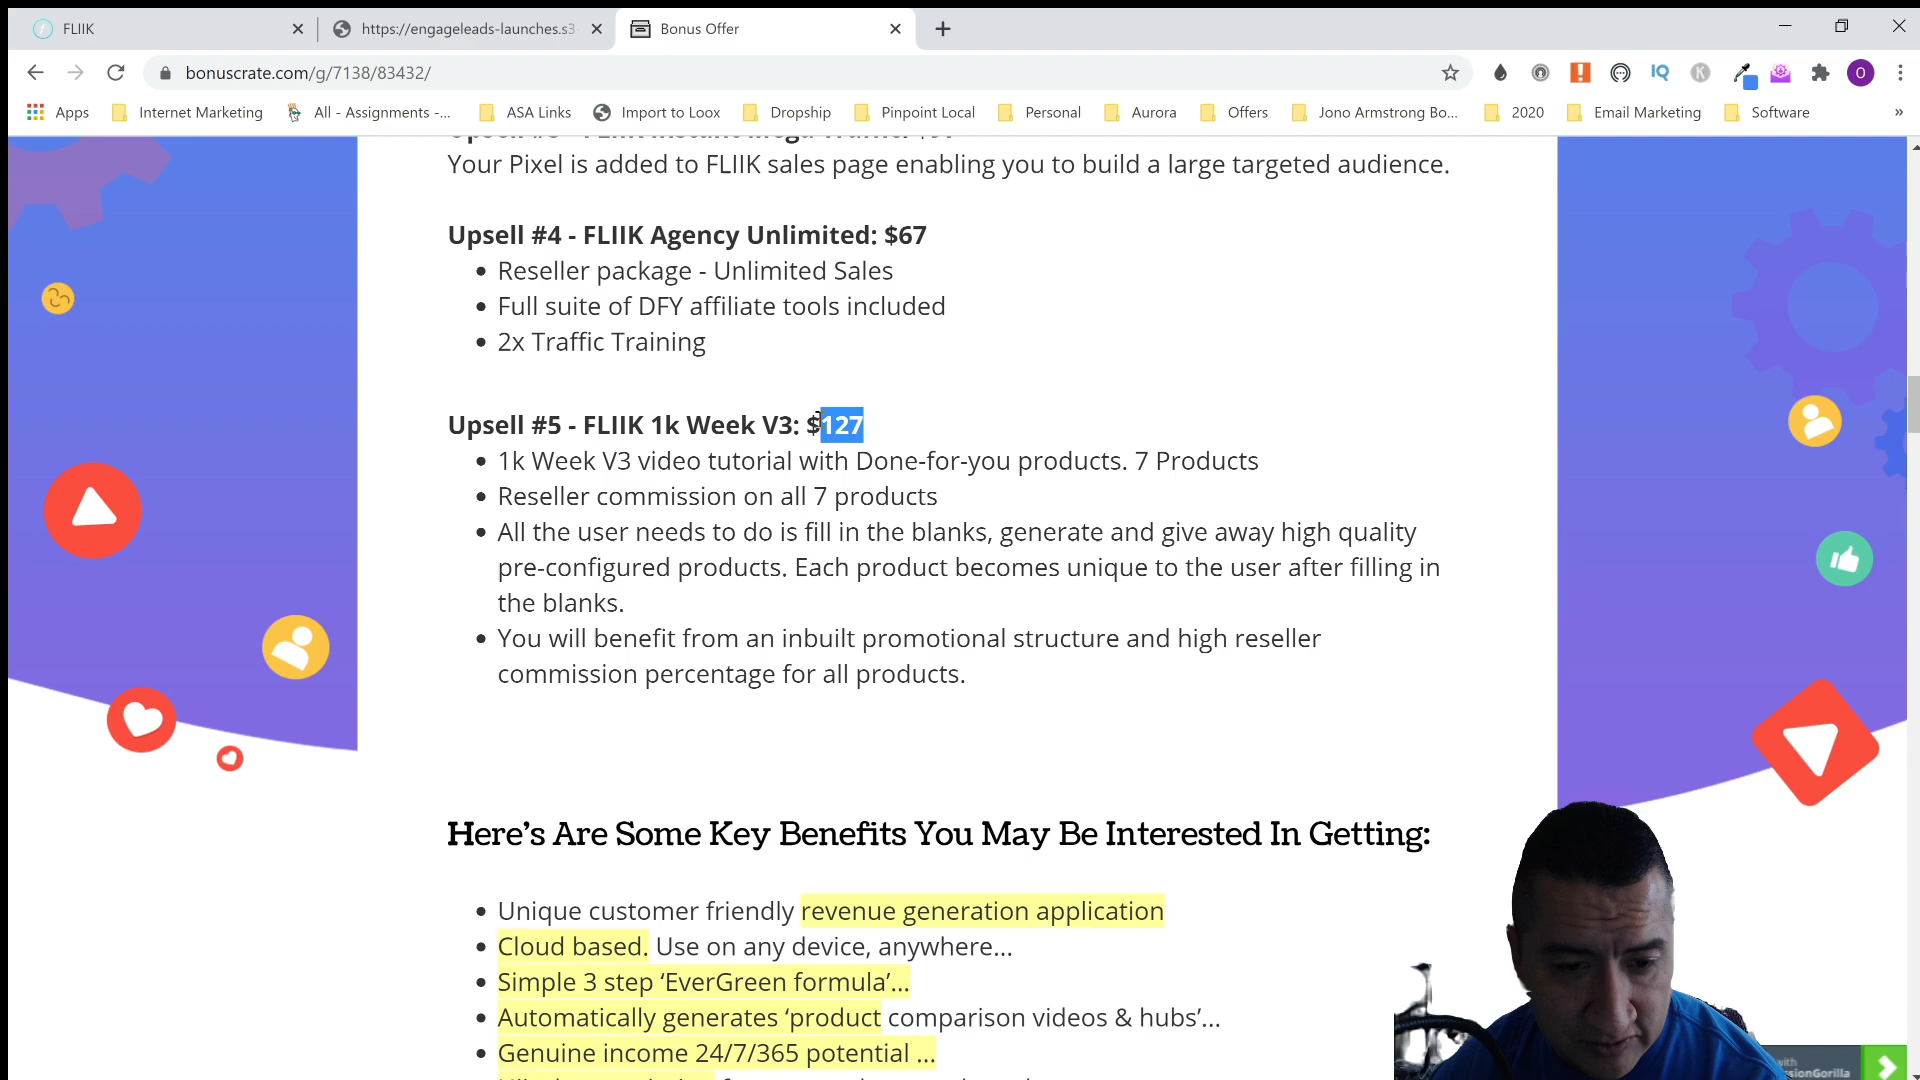 FLIIK
https://engageleads-launches.s3-
Bonus Offer
bonuscrate.com/g/7138/83432/
IQ
K
O
Apps
Internet Marketing
All - Assignments -...
ASA Links
Import to Loox
Dropship
Pinpoint Local
Personal
Aurora
Offers
Jono Armstrong Bo...
2020
Email Marketing
Software
»
Your Pixel is added to FLIIK sales page enabling you to build a large targeted audience.
Upsell #4 - FLIIK Agency Unlimited: $67
Reseller package - Unlimited Sales
Full suite of DFY affiliate tools included
2x Traffic Training
Upsell #5 - FLIIK 1k Week V3: $127
1k Week V3 video tutorial with Done-for-you products. 7 Products
Reseller commission on all 7 products
All the user needs to do is fill in the blanks, generate and give away high quality
pre-configured products. Each product becomes unique to the user after filling in
the blanks.
You will benefit from an inbuilt promotional structure and high reseller
commission percentage for all products.
Here’s Are Some Key Benefits You May Be Interested In Getting:
Unique customer friendly revenue generation application
Cloud based. Use on any device, anywhere...
Simple 3 step ‘EverGreen formula’...
Automatically generates ‘product comparison videos & hubs’...
Genuine income 24/7/365 potential ...
with
sionGorilla